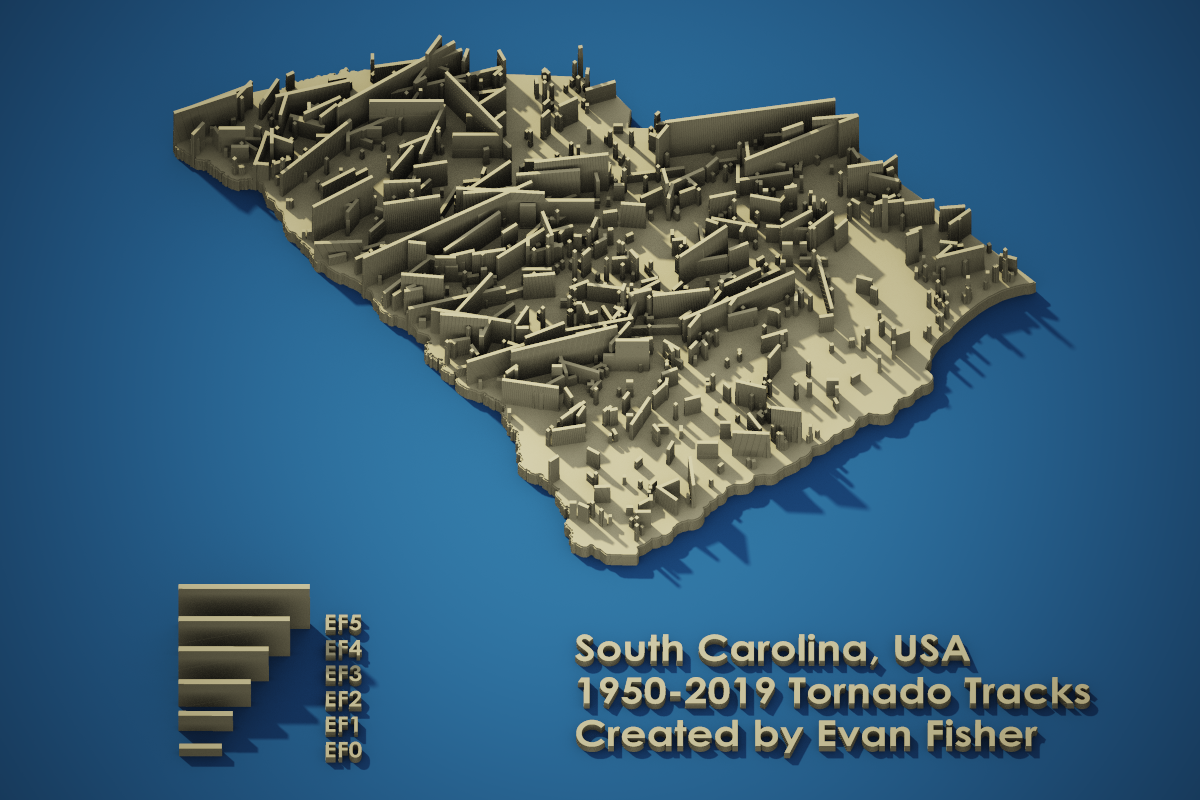 EF5
EF4
EF3
EF2
EF1
EF0
South Carolina, USA
1950-2019 Tornado Tracks
Created by Evan Fisher